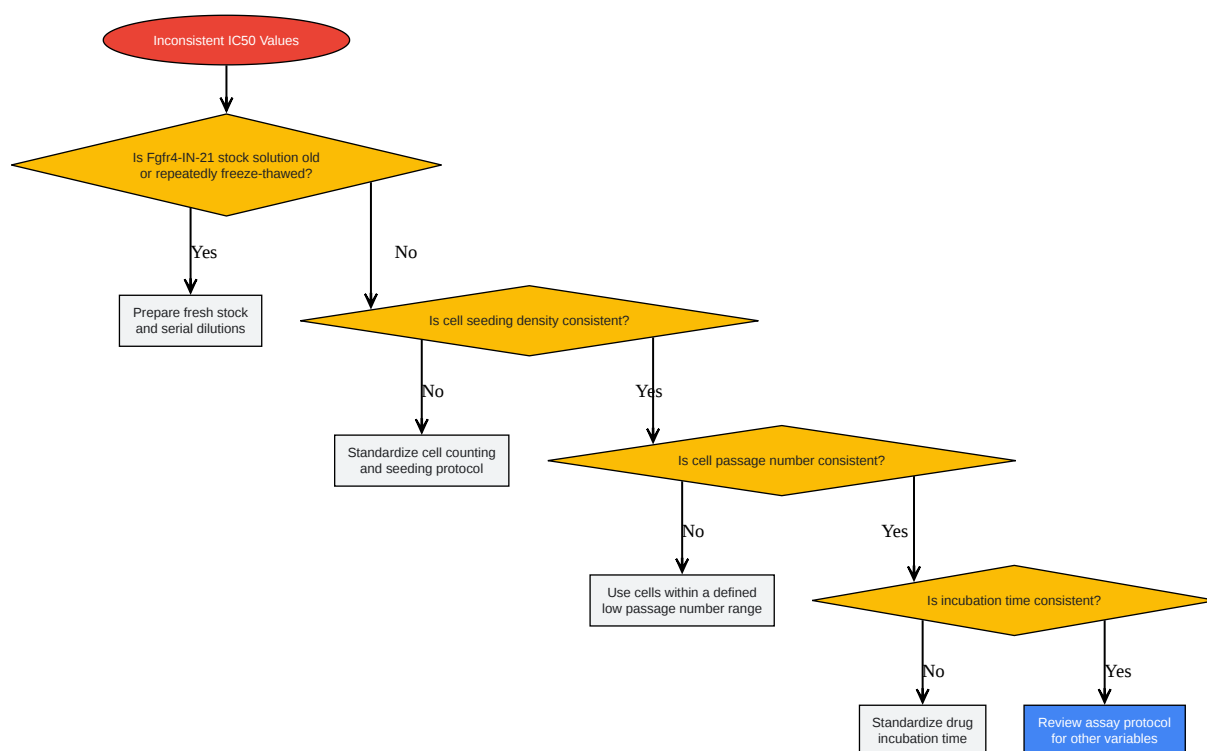 Inconsistent IC50 Values
Is Fgfr4-IN-21 stock solution old
or repeatedly freeze-thawed?
Yes
No
Prepare fresh stock
and serial dilutions
Is cell seeding density consistent?
No
Yes
Standardize cell counting
and seeding protocol
Is cell passage number consistent?
No
Yes
Use cells within a defined
low passage number range
Is incubation time consistent?
No
Yes
Standardize drug
incubation time
Review assay protocol
for other variables